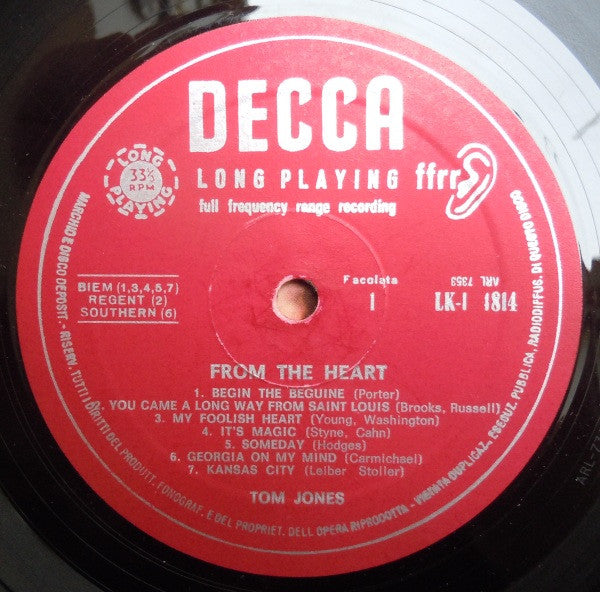 DECCA
LONG PLAYING ffrr
full frequency range recording
LONG PLAYING
33⅓
RPM
BIEM (1,3,4,5,7)
REGENT (2)
SOUTHERN (6)
Facciata
1
ARL 7353
LK-I 4814
FROM THE HEART
1. BEGIN THE BEGUINE (Porter)
2. YOU CAME A LONG WAY FROM SAINT LOUIS (Brooks, Russell)
3. MY FOOLISH HEART (Young, Washington)
4. IT'S MAGIC (Styne, Cahn)
5. SOMEDAY (Hodges)
6. GEORGIA ON MY MIND (Carmichael)
7. KANSAS CITY (Leiber Stoller)
TOM JONES
MARCHIO E DISCO DEPOSIT. - RISERV. TUTTI I DIRITTI DEL PRODUTT. FONOGRAF. E DEL PROPRIET. DELL OPERA RIPRODOTTA - VIETATA DUPLICAZ., ESECUZ. PUBBLICA, RADIODIFFUS. DI QUESTO DISCO